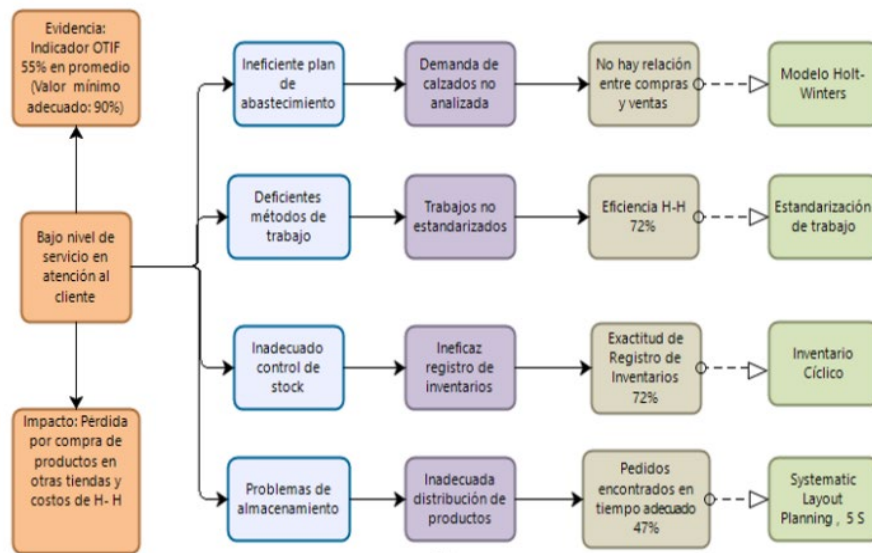 Evidencia:
Indicador OTIF
55% en promedio
(Valor mínimo
adecuado: 90%)
Bajo nivel de
servicio en
atención al
cliente
Impacto: Pérdida
por compra de
productos en
otras tiendas y
costos de H- H
Ineficiente plan
de
abastecimiento
Demanda de
calzados no
analizada
No hay relación
entre compras
y ventas
Modelo Holt-
Winters
Deficientes
métodos de
trabajo
Trabajos no
estandarizados
Eficiencia H-H
72%
Estandarización
de trabajo
Inadecuado
control de
stock
Ineficaz
registro de
inventarios
Exactitud de
Registro de
Inventarios
72%
Inventario
Cíclico
Problemas de
almacenamiento
Inadecuada
distribución de
productos
Pedidos
encontrados en
tiempo adecuado
47%
Systematic
Layout
Planning , 5 S